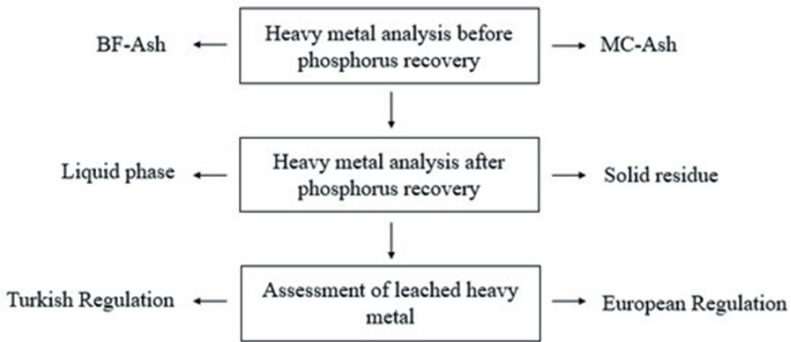 BF-Ash
Heavy metal analysis before
phosphorus recovery
MC-Ash
Liquid phase
Heavy metal analysis after
phosphorus recovery
Solid residue
Turkish Regulation
Assessment of leached heavy
metal
European Regulation